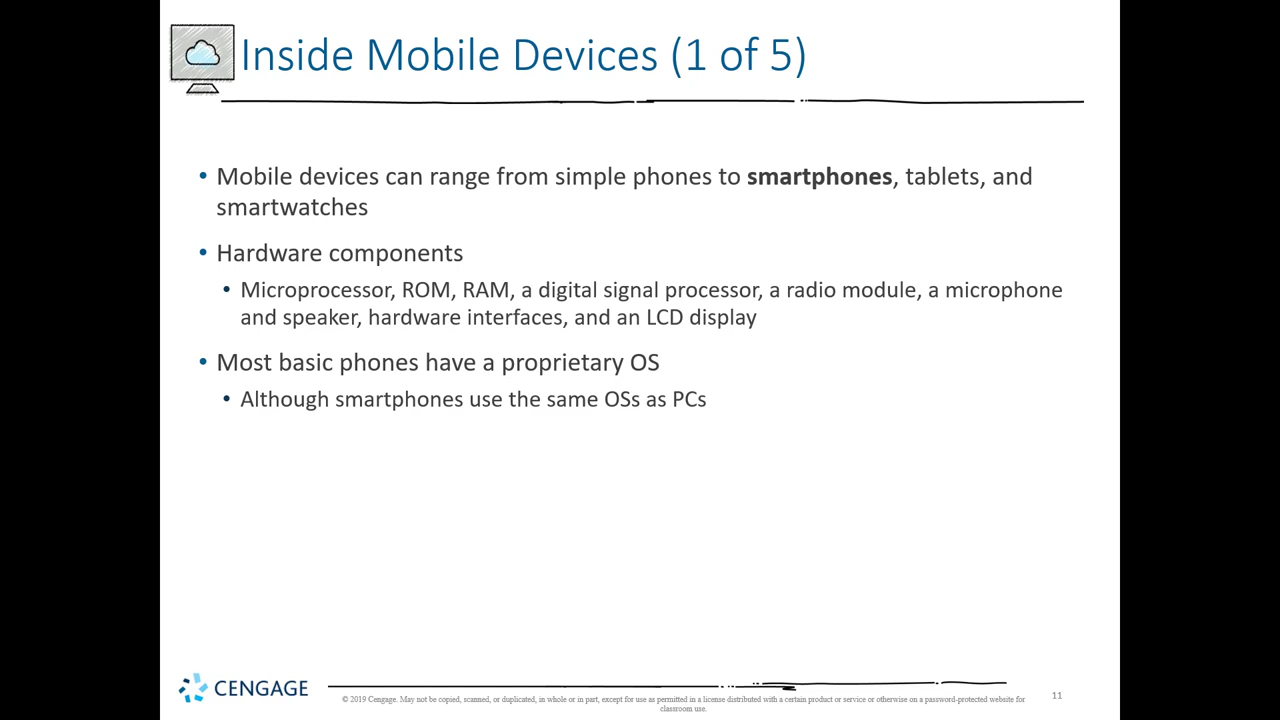 Inside Mobile Devices (1 of 5)
• Mobile devices can range from simple phones to smartphones, tablets, and
smartwatches
• Hardware components
• Microprocessor, ROM, RAM, a digital signal processor, a radio module, a microphone
and speaker, hardware interfaces, and an LCD display
• Most basic phones have a proprietary OS
• Although smartphones use the same OSs as PCs
CENGAGE
© 2019 Cengage. May not be copied, scanned, or duplicated, in whole or in part, except for use as permitted in a license distributed with a certain product or service or otherwise on a password-protected website for
classroom use.
11